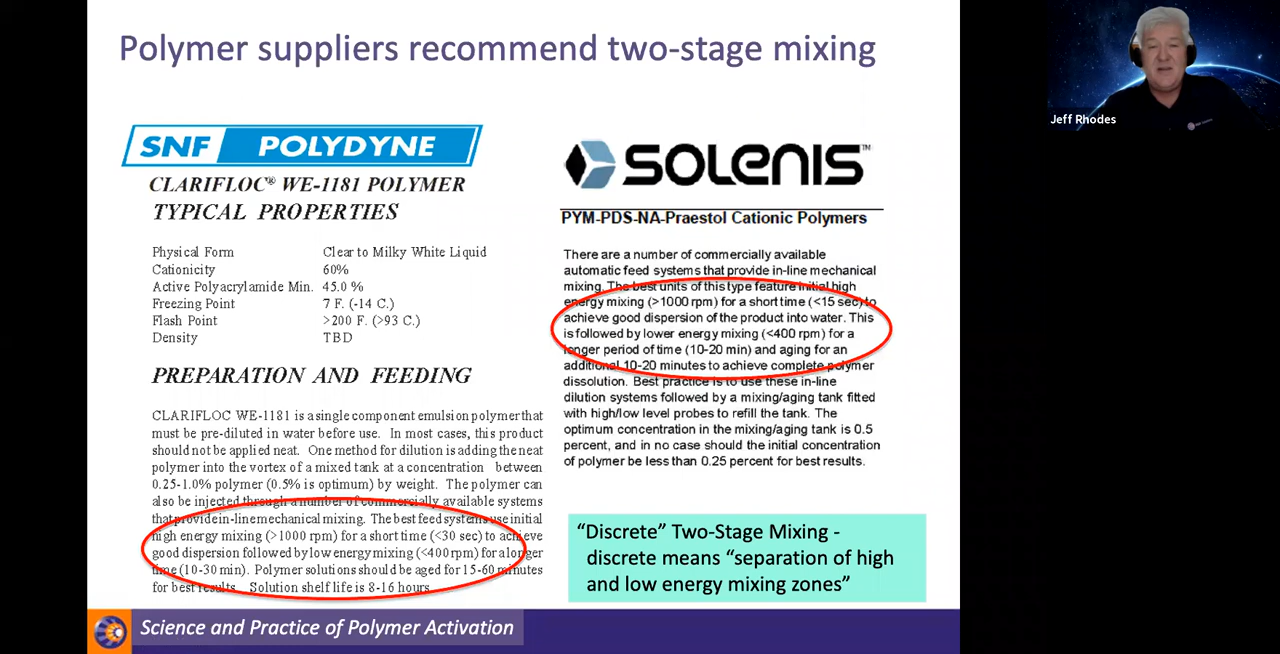 Polymer suppliers recommend two-stage mixing
Jeff Rhodes
SNF POLYDYNE
CLARIFLOC® WE-1181 POLYMER
TYPICAL PROPERTIES
Physical Form Clear to Milky White Liquid
Cationicity 60%
Active Polyacrylamide Min. 45.0 %
Freezing Point 7 F. (-14 C.)
Flash Point >200 F. (>93 C.)
Density TBD
PREPARATION AND FEEDING
CLARIFLOC WE-1181 is a single component emulsion polymer that
must be pre-diluted in water before use. In most cases, this product
should not be applied neat. One method for dilution is adding the neat
polymer into the vortex of a mixed tank at a concentration between
0.25-1.0% polymer (0.5% is optimum) by weight. The polymer can
also be injected through a number of commercially available systems
that provide in-line mechanical mixing. The best feed systems use initial
high energy mixing (>1000 rpm) for a short time (<30 sec) to achieve
good dispersion followed by low energy mixing (<400 rpm) for a longer
time (10-30 min). Polymer solutions should be aged for 15-60 minutes
for best results. Solution shelf life is 8-16 hours.
SOLENIS™
PYM-PDS-NA-Praestol Cationic Polymers
There are a number of commercially available
automatic feed systems that provide in-line mechanical
mixing. The best units of this type feature initial high
energy mixing (>1000 rpm) for a short time (<15 sec) to
achieve good dispersion of the product into water. This
is followed by lower energy mixing (<400 rpm) for a
longer period of time (10-20 min) and aging for an
additional 10-20 minutes to achieve complete polymer
dissolution. Best practice is to use these in-line
dilution systems followed by a mixing/aging tank fitted
with high/low level probes to refill the tank. The
optimum concentration in the mixing/aging tank is 0.5
percent, and in no case should the initial concentration
of polymer be less than 0.25 percent for best results.
“Discrete” Two-Stage Mixing -
discrete means “separation of high
and low energy mixing zones”
Science and Practice of Polymer Activation